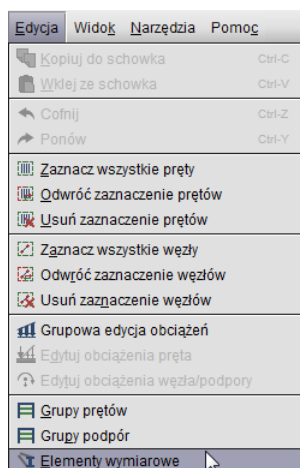 Edycja Widok Narzędzia Pomoc
Kopiuj do schowka Ctrl-C
Wklej ze schowka Ctrl-V
Cofnij Ctrl-Z
Ponów Ctrl-Y
Zaznacz wszystkie pręty
Odwróć zaznaczenie prętów
Usuń zaznaczenie prętów
Zaznacz wszystkie węzły
Odwróć zaznaczenie węzłów
Usuń zaznaczenie węzłów
Grupowa edycja obciążeń
Edytuj obciążenia pręta
Edytuj obciążenia węzła/podpory
Grupy prętów
Grupy podpór
Elementy wymiarowe